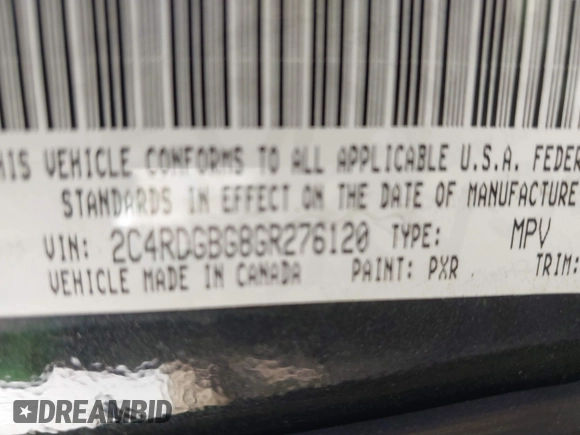 THIS VEHICLE CONFORMS TO ALL APPLICABLE U.S.A. FEDER
STANDARDS IN EFFECT ON THE DATE OF MANUFACTURE
VIN: 2C4RDGBG8GR276120 TYPE: MPV
VEHICLE MADE IN CANADA PAINT: PXR TRIM:
DREAMBID